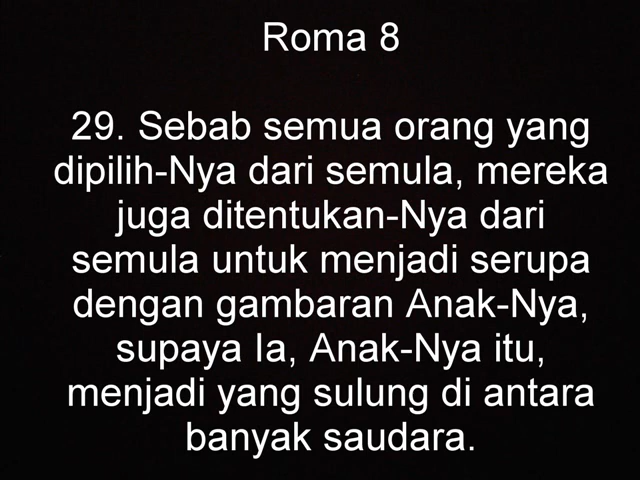 Roma 8
29. Sebab semua orang yang
dipilih-Nya dari semula, mereka
juga ditentukan-Nya dari
semula untuk menjadi serupa
dengan gambaran Anak-Nya,
supaya Ia, Anak-Nya itu,
menjadi yang sulung di antara
banyak saudara.